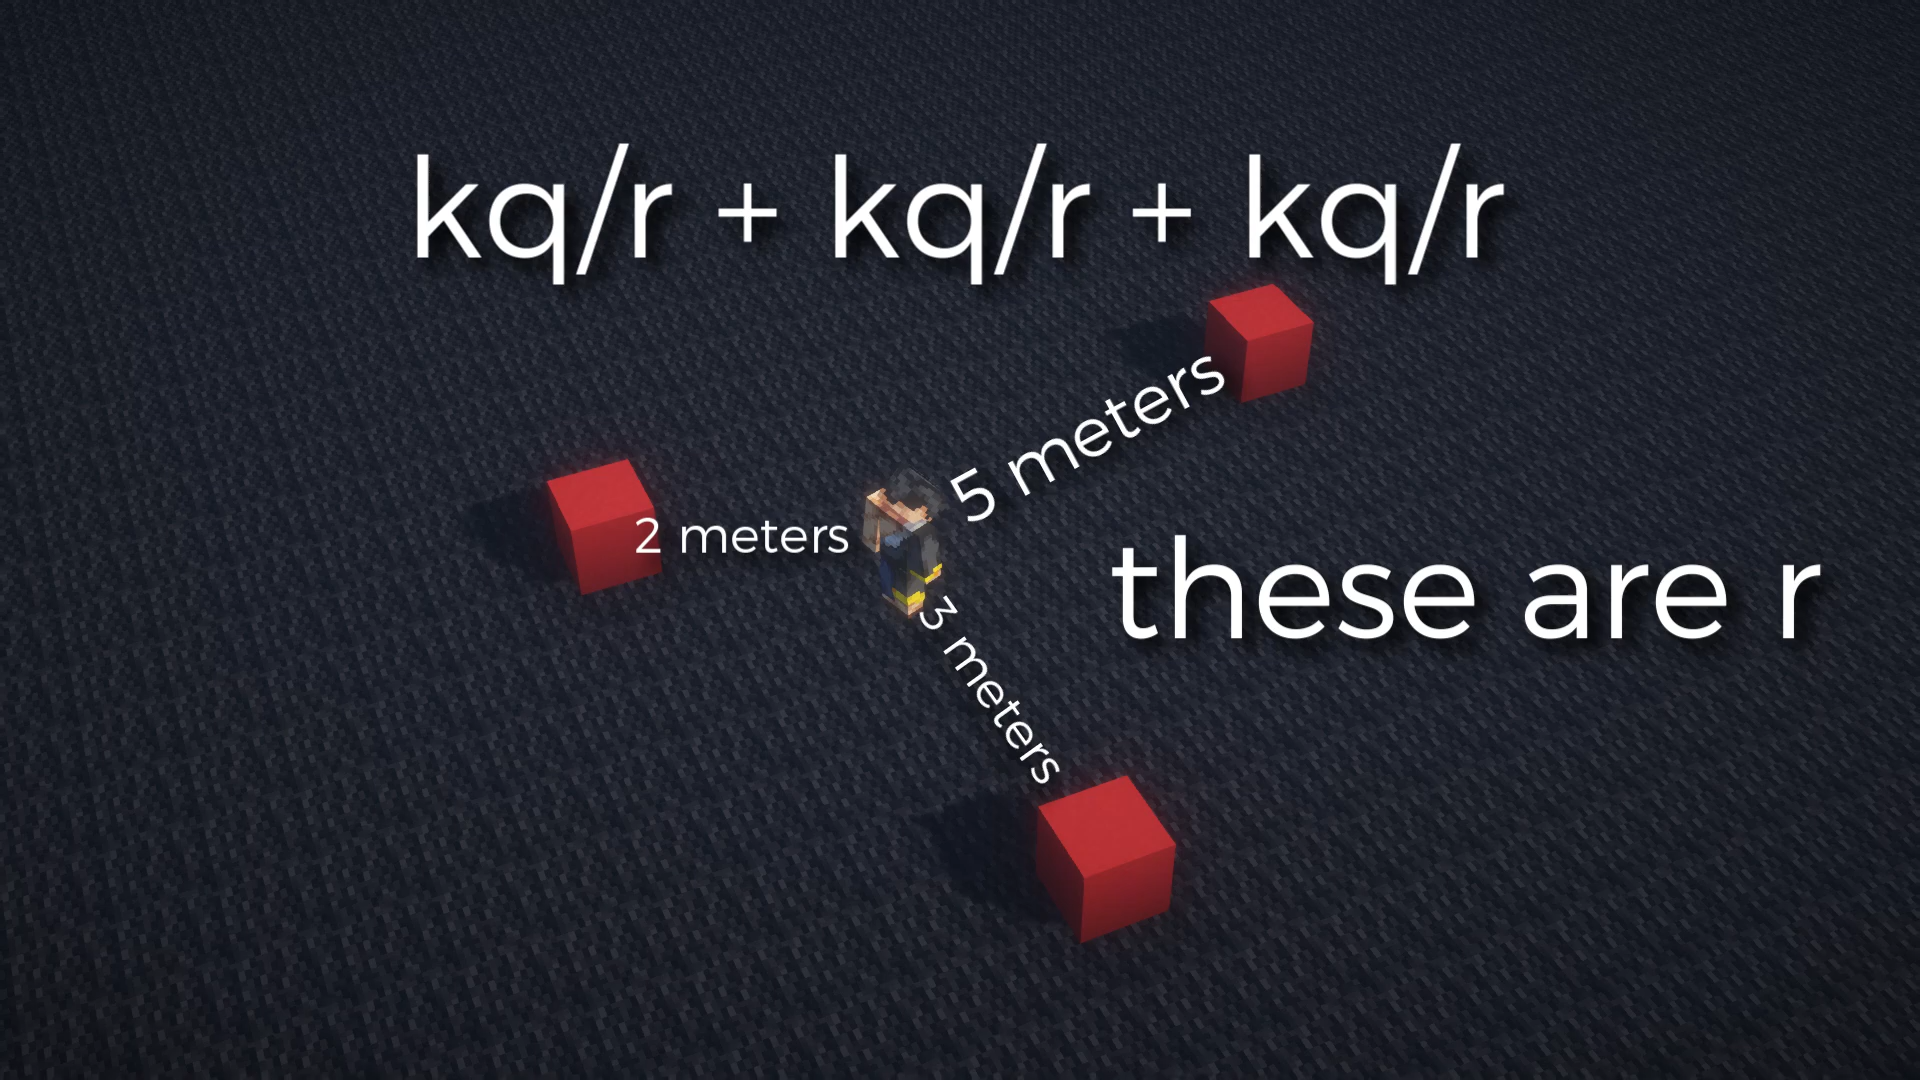 kq/r + kq/r + kq/r
5 meters
2 meters
these are r
3 meters